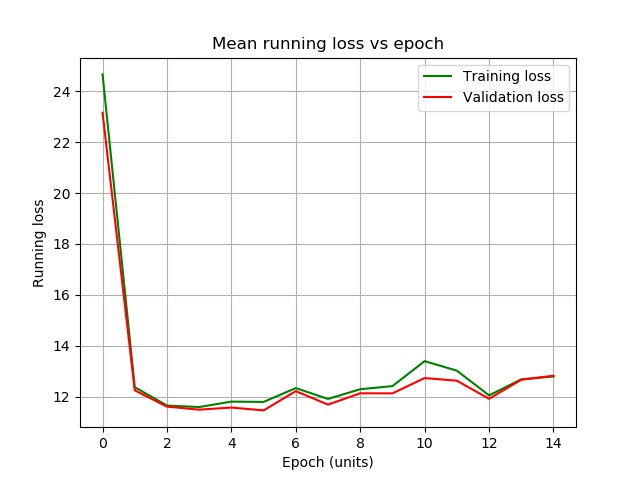 Mean running loss vs epoch
Training loss
Validation loss
24
22
20
18
16
14
12
Running loss
0 2 4 6 8 10 12 14
Epoch (units)